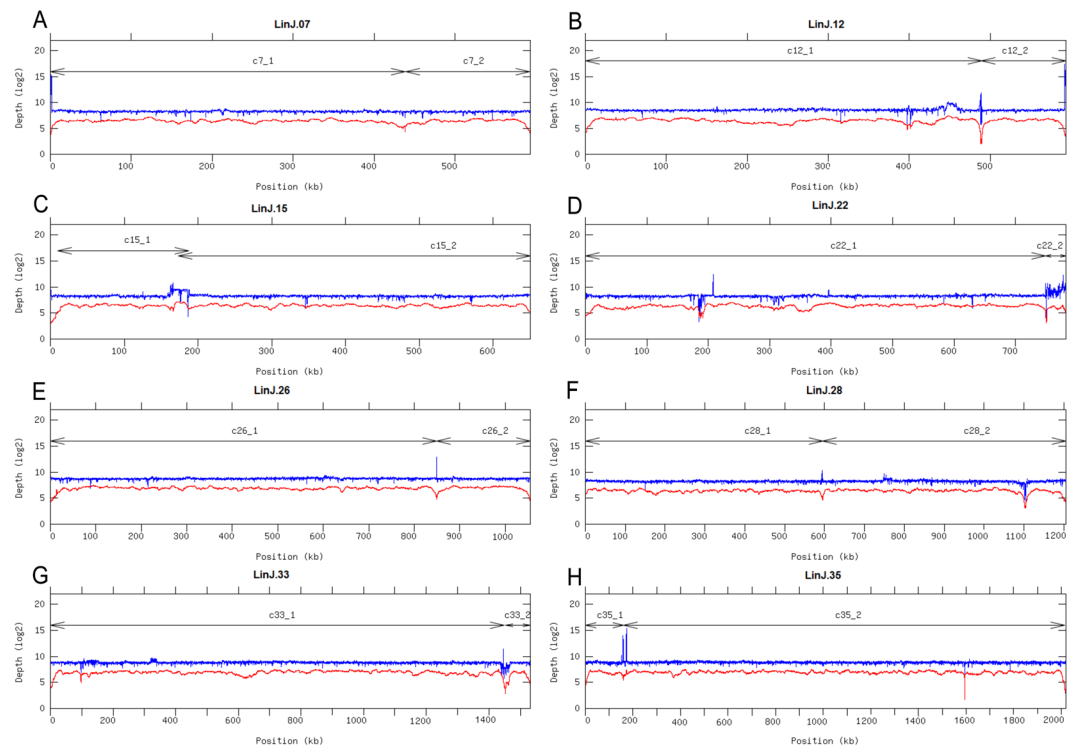 A
LinJ.07
c7_1
c7_2
Depth (log2)
20
15
10
5
0
0 100 200 300 400 500
Position (kb)
B
LinJ.12
c12_1
c12_2
Depth (log2)
20
15
10
5
0
0 100 200 300 400 500
Position (kb)
C
LinJ.15
c15_1
c15_2
Depth (log2)
20
15
10
5
0
0 100 200 300 400 500 600
Position (kb)
D
LinJ.22
c22_1
c22_2
Depth (log2)
20
15
10
5
0
0 100 200 300 400 500 600 700
Position (kb)
E
LinJ.26
c26_1
c26_2
Depth (log2)
20
15
10
5
0
0 100 200 300 400 500 600 700 800 900 1000
Position (kb)
F
LinJ.28
c28_1
c28_2
Depth (log2)
20
15
10
5
0
0 100 200 300 400 500 600 700 800 900 1000 1100 1200
Position (kb)
G
LinJ.33
c33_1
c33_2
Depth (log2)
20
15
10
5
0
0 200 400 600 800 1000 1200 1400
Position (kb)
H
LinJ.35
c35_1
c35_2
Depth (log2)
20
15
10
5
0
0 200 400 600 800 1000 1200 1400 1600 1800 2000
Position (kb)